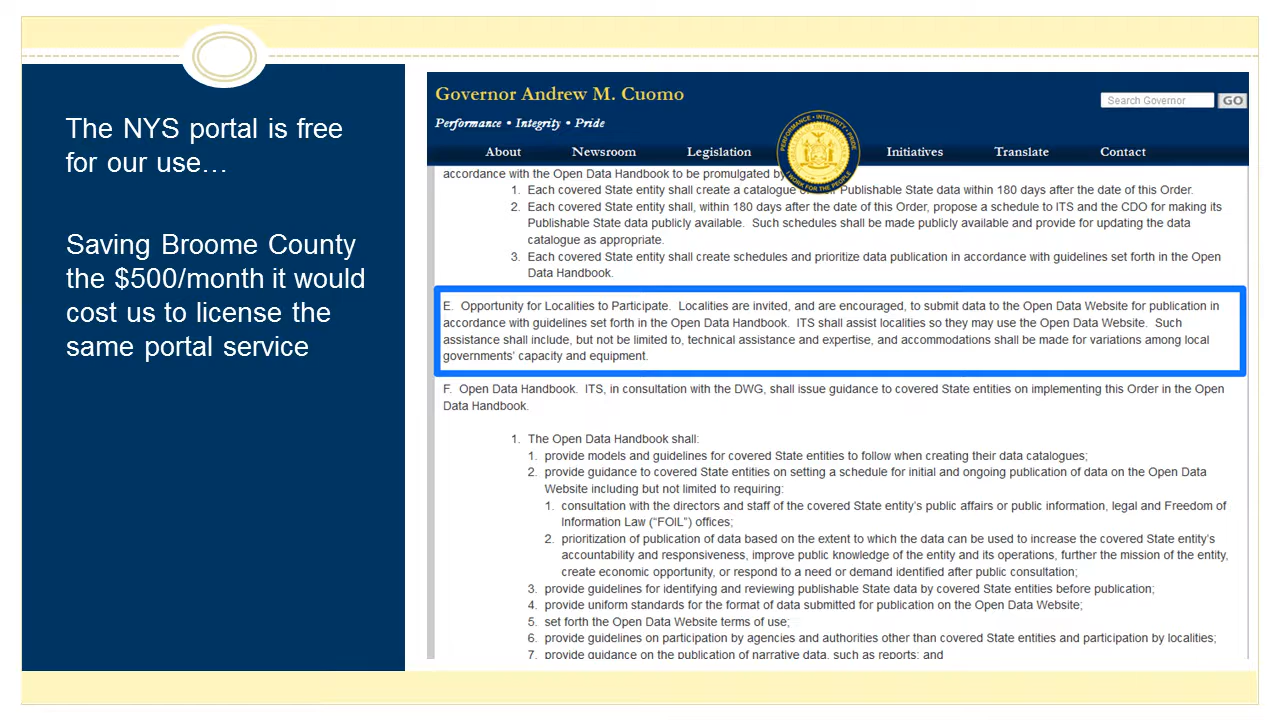 The NYS portal is free
for our use…
Saving Broome County
the $500/month it would
cost us to license the
same portal service
Governor Andrew M. Cuomo
Performance • Integrity • Pride
Search Governor GO
About Newsroom Legislation Initiatives Translate Contact
PERFORMANCE • INTEGRITY • PRIDE
I WORK FOR THE PEOPLE
accordance with the Open Data Handbook to be promulgated by
1. Each covered State entity shall create a catalogue Publishable State data within 180 days after the date of this Order.
2. Each covered State entity shall, within 180 days after the date of this Order, propose a schedule to ITS and the CDO for making its
Publishable State data publicly available. Such schedules shall be made publicly available and provide for updating the data
catalogue as appropriate.
3. Each covered State entity shall create schedules and prioritize data publication in accordance with guidelines set forth in the Open
Data Handbook.
E. Opportunity for Localities to Participate. Localities are invited, and are encouraged, to submit data to the Open Data Website for publication in
accordance with guidelines set forth in the Open Data Handbook. ITS shall assist localities so they may use the Open Data Website. Such
assistance shall include, but not be limited to, technical assistance and expertise, and accommodations shall be made for variations among local
governments' capacity and equipment.
F. Open Data Handbook. ITS, in consultation with the DWG, shall issue guidance to covered State entities on implementing this Order in the Open
Data Handbook.
1. The Open Data Handbook shall:
1. provide models and guidelines for covered State entities to follow when creating their data catalogues;
2. provide guidance to covered State entities on setting a schedule for initial and ongoing publication of data on the Open Data
Website including but not limited to requiring:
1. consultation with the directors and staff of the covered State entity's public affairs or public information, legal and Freedom of
Information Law ("FOIL") offices;
2. prioritization of publication of data based on the extent to which the data can be used to increase the covered State entity's
accountability and responsiveness, improve public knowledge of the entity and its operations, further the mission of the entity,
create economic opportunity, or respond to a need or demand identified after public consultation;
3. provide guidelines for identifying and reviewing publishable State data by covered State entities before publication;
4. provide uniform standards for the format of data submitted for publication on the Open Data Website;
5. set forth the Open Data Website terms of use;
6. provide guidelines on participation by agencies and authorities other than covered State entities and participation by localities;
7. provide guidance on the publication of narrative data, such as reports; and